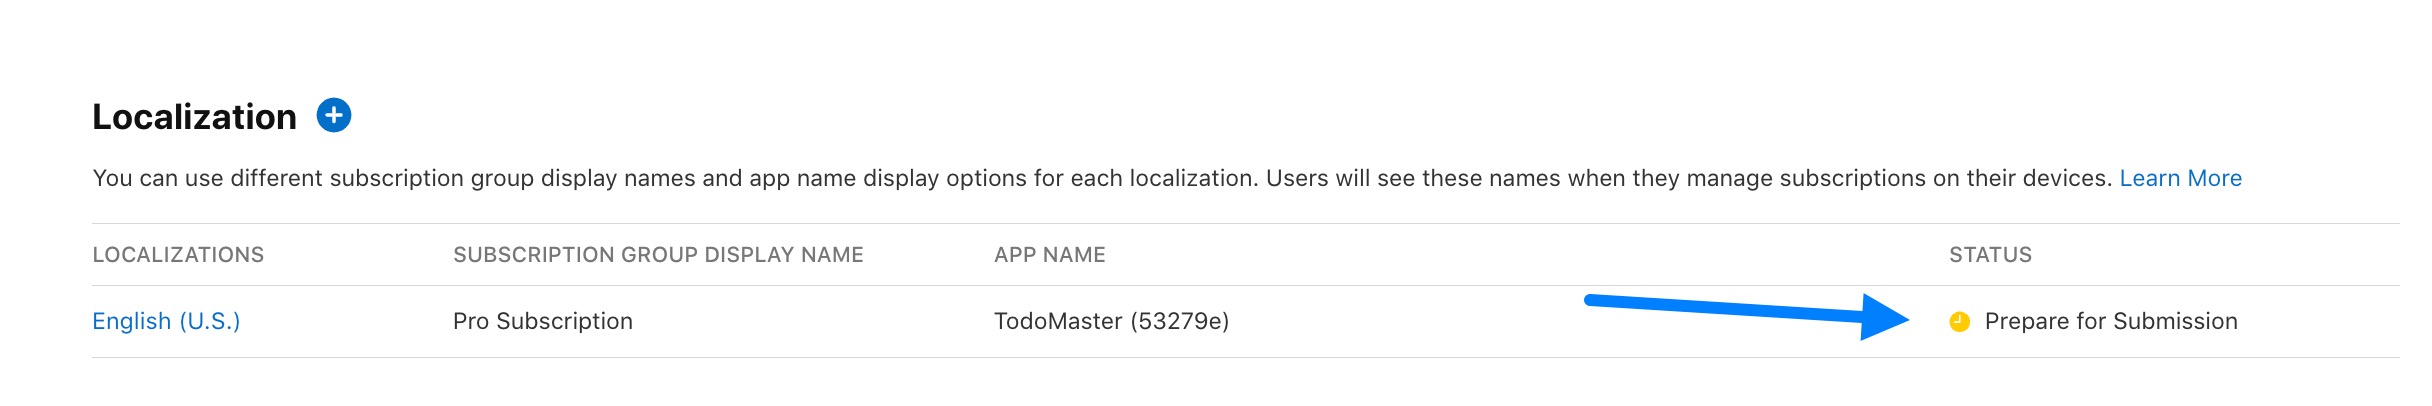 Localization
You can use different subscription group display names and app name display options for each localization. Users will see these names when they manage subscriptions on their devices. Learn More
LOCALIZATIONS SUBSCRIPTION GROUP DISPLAY NAME APP NAME STATUS
English (U.S.) Pro Subscription TodoMaster (53279e) Prepare for Submission